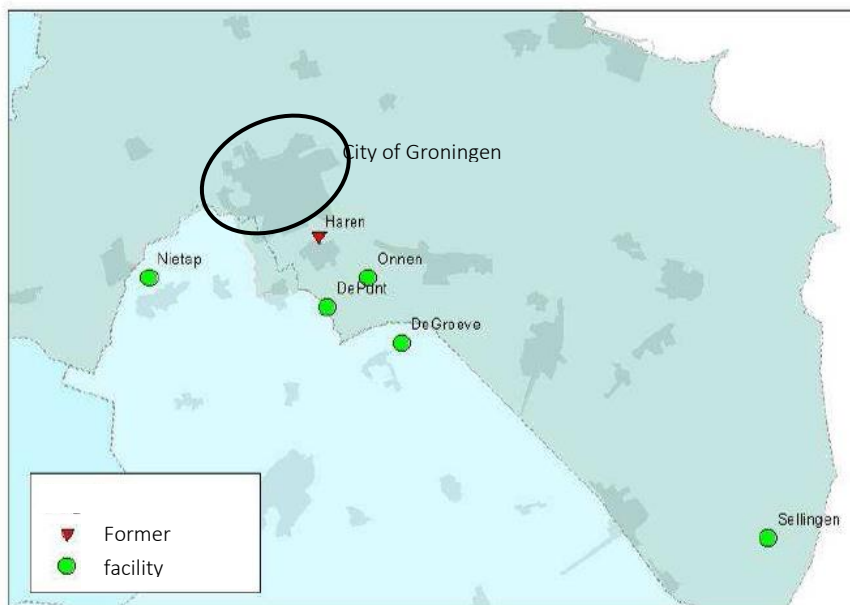 City of Groningen
Haren
Nietap
Onnen
DePunt
DeGroeve
Sellingen
Former
facility